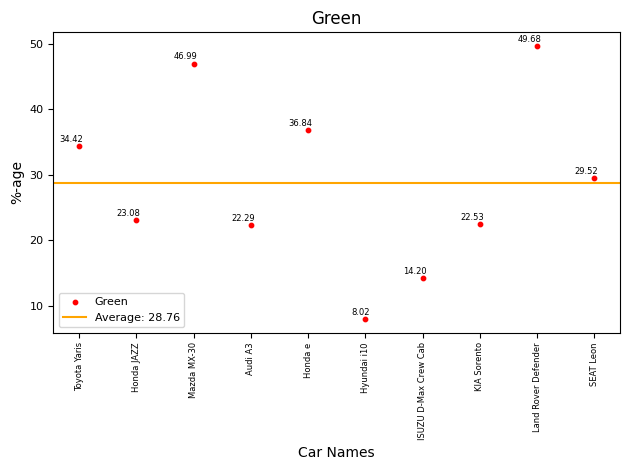 Green
50
40
30
20
10
%-age
34.42
23.08
46.99
22.29
36.84
8.02
14.20
22.53
49.68
29.52
Green
Average: 28.76
Toyota Yaris
Honda JAZZ
Mazda MX-30
Audi A3
Honda e
Hyundai i10
ISUZU D-Max Crew Cab
KIA Sorento
Land Rover Defender
SEAT Leon
Car Names